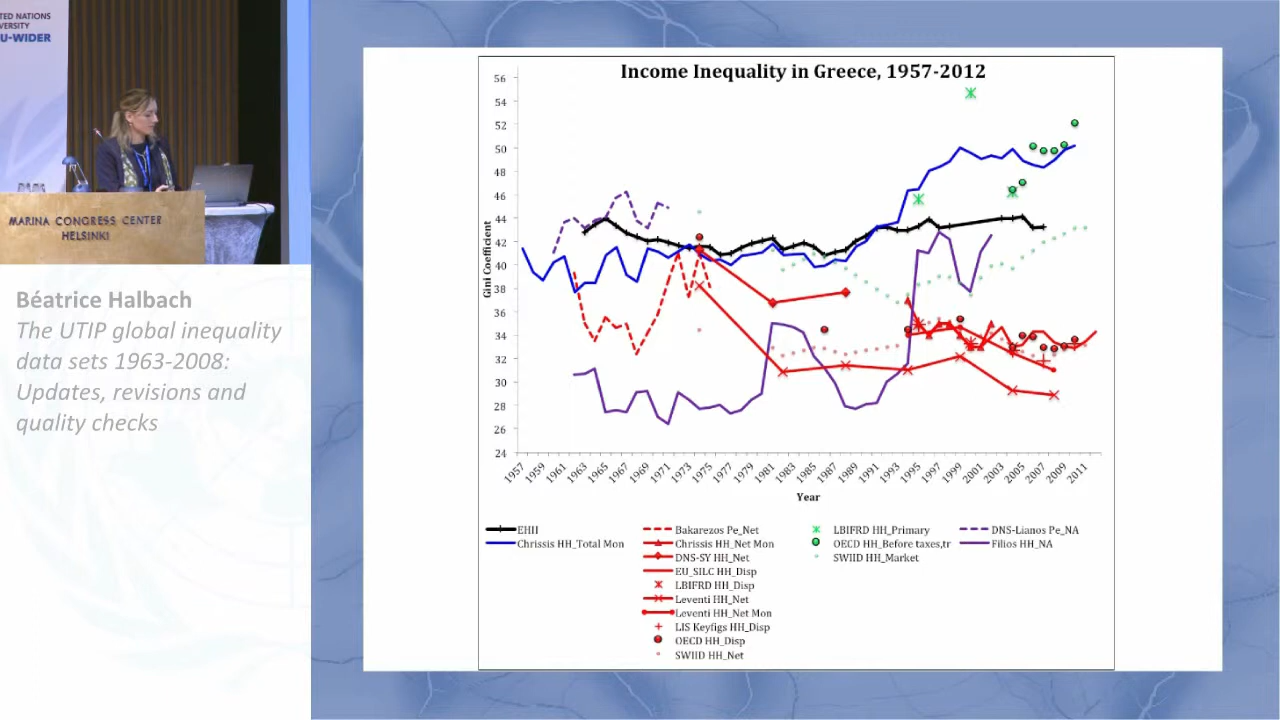 NATIONS
VERSITY
U-WIDER
MARINA CONGRESS CENTER
HELSINKI
Béatrice Halbach
The UTIP global inequality
data sets 1963-2008:
Updates, revisions and
quality checks
Income Inequality in Greece, 1957-2012
Gini Coefficient
56
54
52
50
48
46
44
42
40
38
36
34
32
30
28
26
24
1957
1959
1961
1963
1965
1967
1969
1971
1973
1975
1977
1979
1981
1983
1985
1987
1989
1991
1993
1995
1997
1999
2001
2003
2005
2007
2009
2011
Year
EHII
Chrissis HH_Total Mon
Bakarezos Pe_Net
Chrissis HH_Net Mon
DNS-SY HH_Net
EU_SILC HH_Disp
LBIFRD HH_Disp
Leventi HH_Net
Leventi HH_Net Mon
LIS Keyfigs HH_Disp
OECD HH_Disp
SWIID HH_Net
LBIFRD HH_Primary
OECD HH_Before taxes,tr
SWIID HH_Market
DNS-Lianos Pe_NA
Filios HH_NA